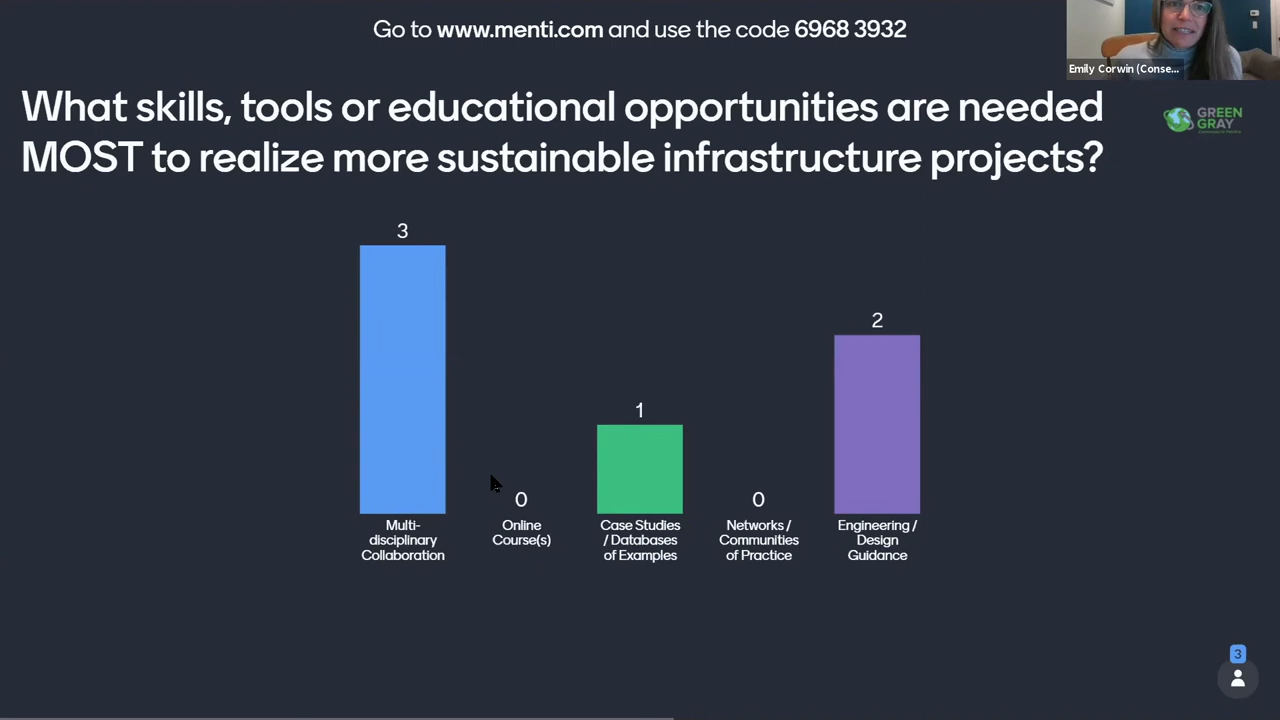 Go to www.menti.com and use the code 6968 3932
Emily Corwin (Conse...
What skills, tools or educational opportunities are needed
MOST to realize more sustainable infrastructure projects?
GREEN
GRAY
3
2
1
0
0
Multi-
disciplinary
Collaboration
Online
Course(s)
Case Studies
/ Databases
of Examples
Networks /
Communities
of Practice
Engineering /
Design
Guidance
3